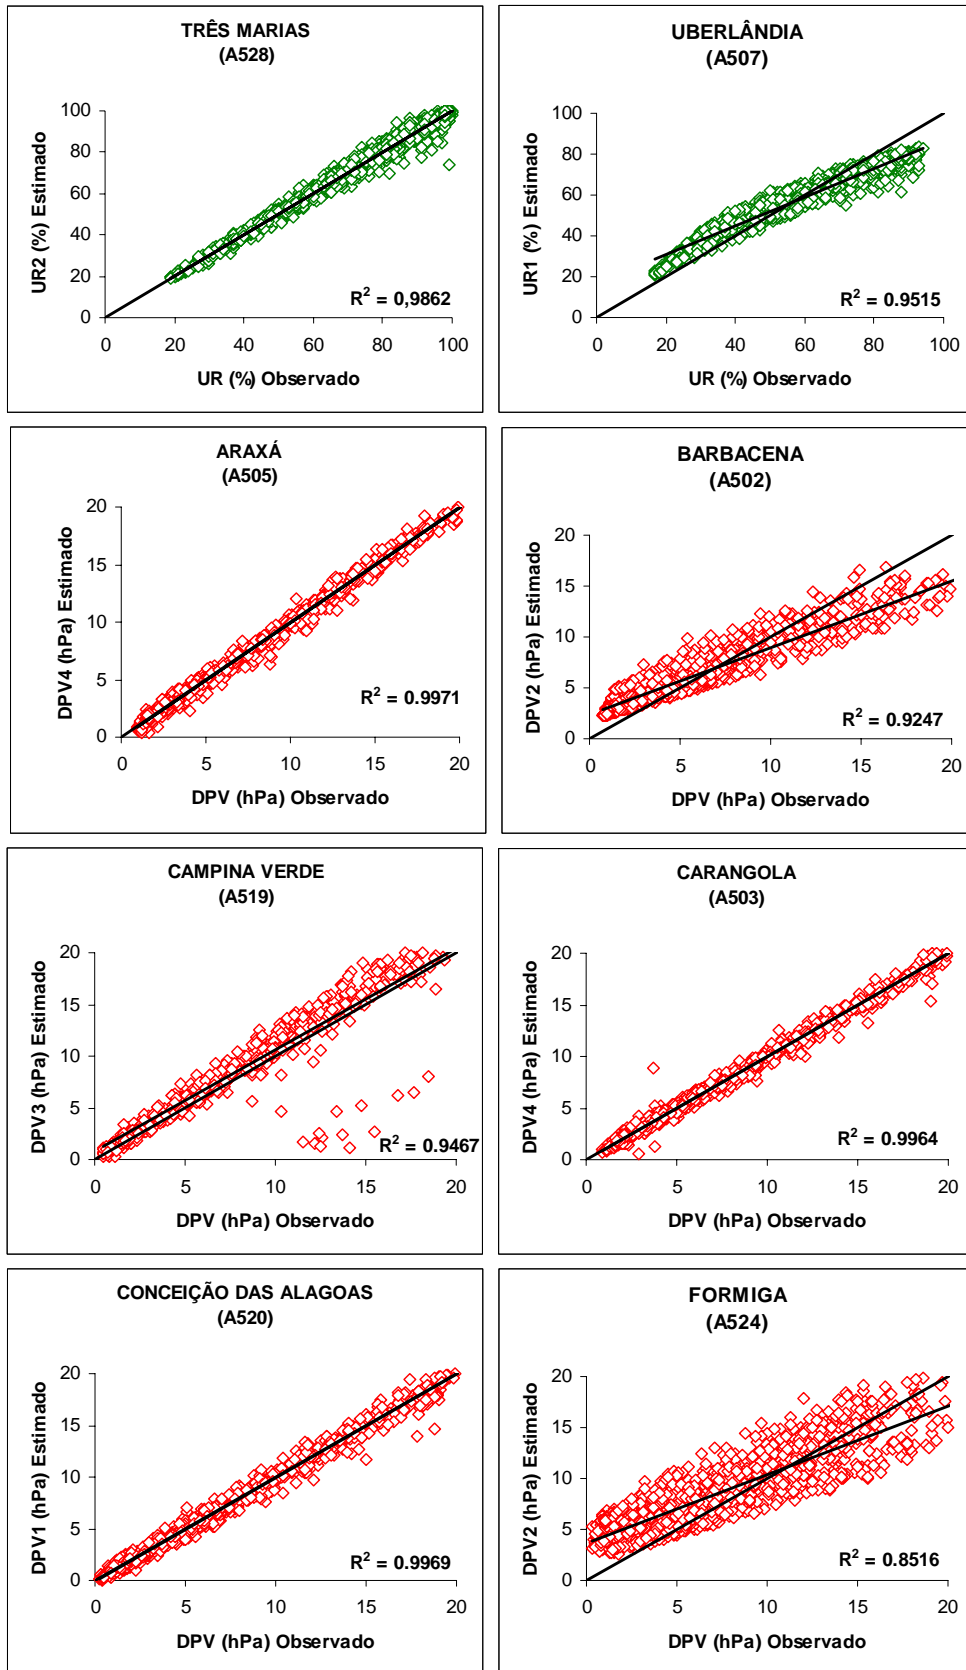 TRÊS MARIAS
(A528)
UR2 (%) Estimado
100
80
60
40
20
0
R² = 0,9862
0 20 40 60 80 100
UR (%) Observado
UBERLÂNDIA
(A507)
UR1 (%) Estimado
100
80
60
40
20
0
R² = 0.9515
0 20 40 60 80 100
UR (%) Observado
ARAXÁ
(A505)
DPV4 (hPa) Estimado
20
15
10
5
0
R² = 0.9971
0 5 10 15 20
DPV (hPa) Observado
BARBACENA
(A502)
DPV2 (hPa) Estimado
20
15
10
5
0
R² = 0.9247
0 5 10 15 20
DPV (hPa) Observado
CAMPINA VERDE
(A519)
DPV3 (hPa) Estimado
20
15
10
5
0
R² = 0.9467
0 5 10 15 20
DPV (hPa) Observado
CARANGOLA
(A503)
DPV4 (hPa) Estimado
20
15
10
5
0
R² = 0.9964
0 5 10 15 20
DPV (hPa) Observado
CONCEIÇÃO DAS ALAGOAS
(A520)
DPV1 (hPa) Estimado
20
15
10
5
0
R² = 0.9969
0 5 10 15 20
DPV (hPa) Observado
FORMIGA
(A524)
DPV2 (hPa) Estimado
20
15
10
5
0
R² = 0.8516
0 5 10 15 20
DPV (hPa) Observado